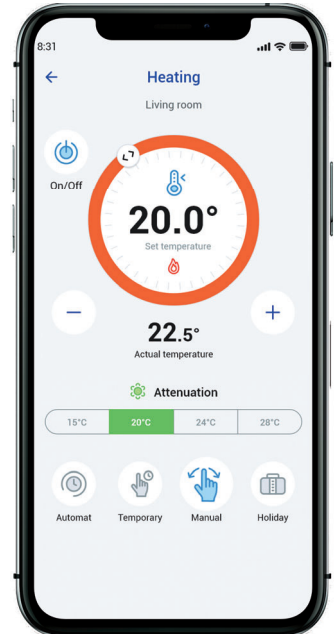 8:31
Heating
Living room
On/Off
20.0°
Set temperature
22.5°
Actual temperature
Attenuation
15°C 20°C 24°C 28°C
Automat Temporary Manual Holiday